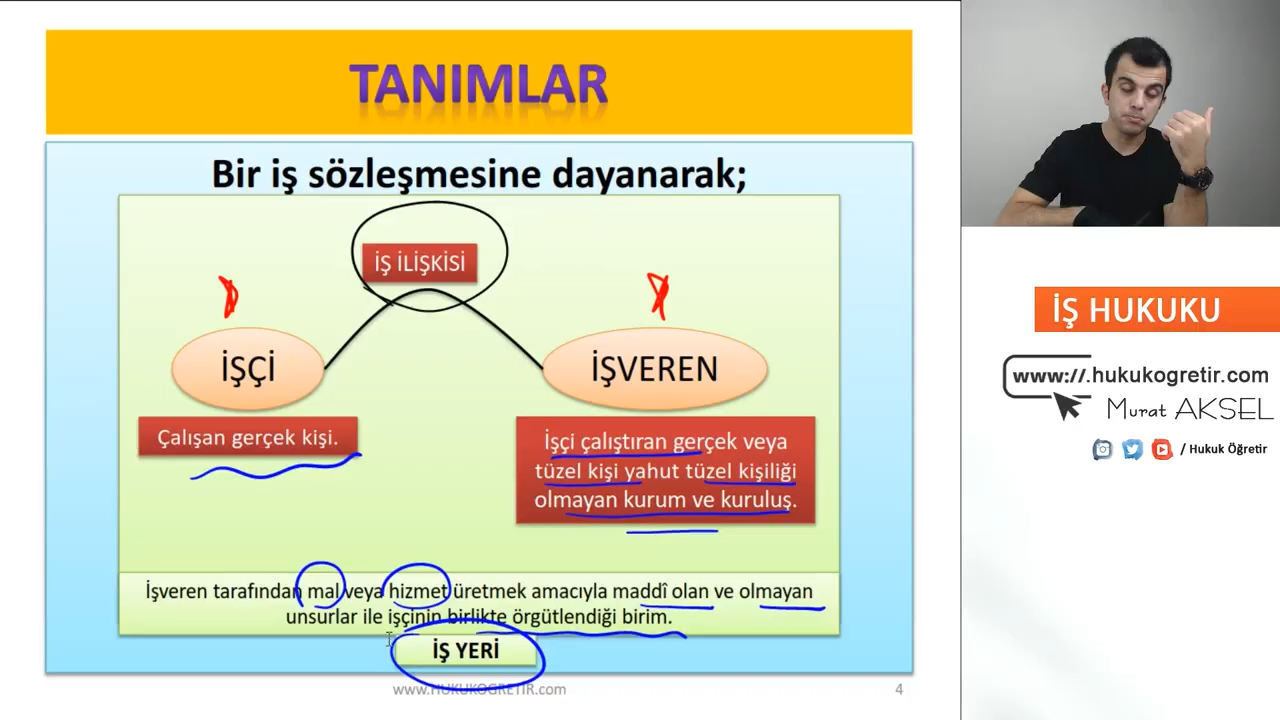 TANIMLAR
Bir iş sözleşmesine dayanarak;
İŞ İLİŞKİSİ
İŞÇİ
İŞVEREN
Çalışan gerçek kişi.
İşçi çalıştıran gerçek veya
tüzel kişi yahut tüzel kişiliği
olmayan kurum ve kuruluş.
İşveren tarafından mal veya hizmet üretmek amacıyla maddî olan ve olmayan
unsurlar ile işçinin birlikte örgütlendiği birim.
İŞ YERİ
www.HUKUKOGRETIR.com
4
İŞ HUKUKU
www://.hukukogretir.com
Murat AKSEL
/ Hukuk Öğretir